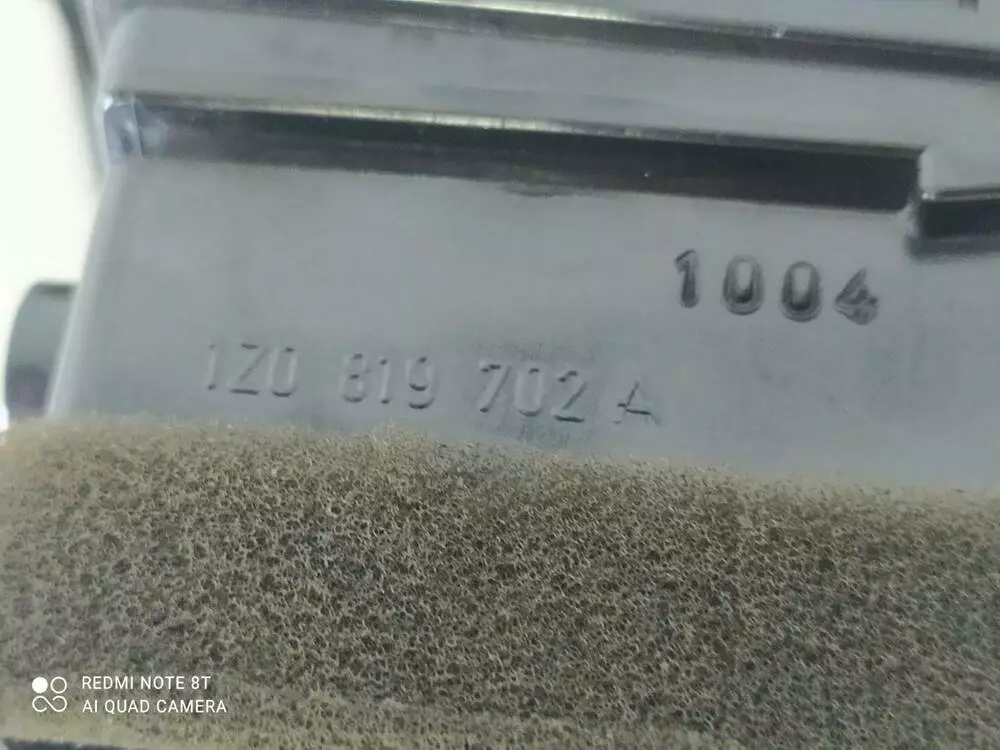 1004
1Z0 819 702 A
REDMI NOTE 8T
AI QUAD CAMERA